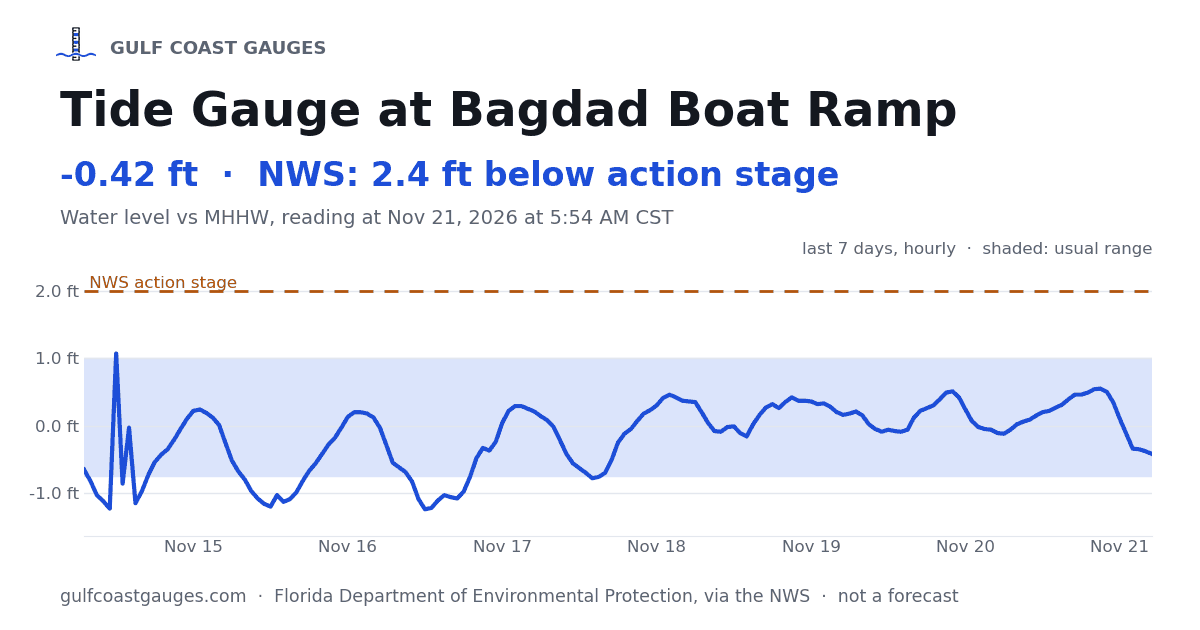 GULF COAST GAUGES
Tide Gauge at Bagdad Boat Ramp
-0.42 ft · NWS: 2.4 ft below action stage
Water level vs MHHW, reading at Nov 21, 2026 at 5:54 AM CST
last 7 days, hourly · shaded: usual range
NWS action stage
2.0 ft
1.0 ft
0.0 ft
-1.0 ft
Nov 15 Nov 16 Nov 17 Nov 18 Nov 19 Nov 20 Nov 21
gulfcoastgauges.com · Florida Department of Environmental Protection, via the NWS · not a forecast